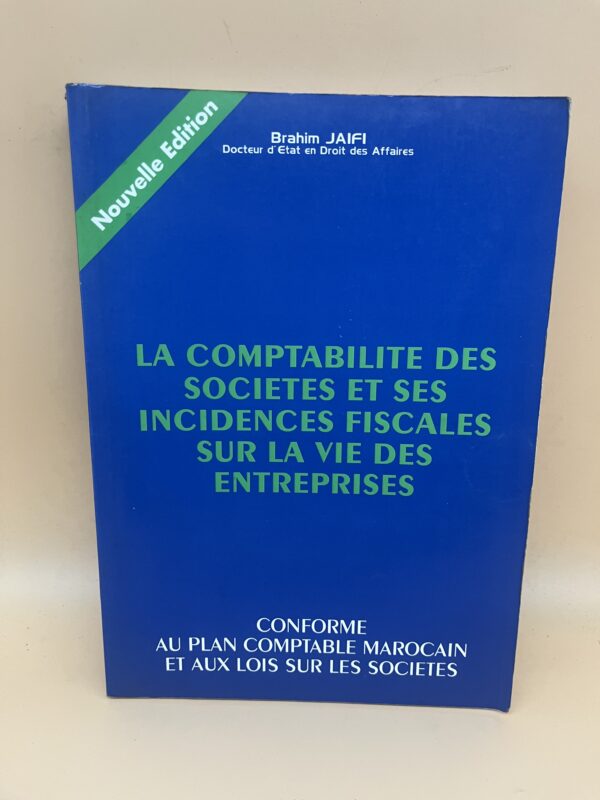 Nouvelle Edition
Brahim JAIFI
Docteur d'Etat en Droit des Affaires
LA COMPTABILITE DES
SOCIETES ET SES
INCIDENCES FISCALES
SUR LA VIE DES
ENTREPRISES
CONFORME
AU PLAN COMPTABLE MAROCAIN
ET AUX LOIS SUR LES SOCIETES